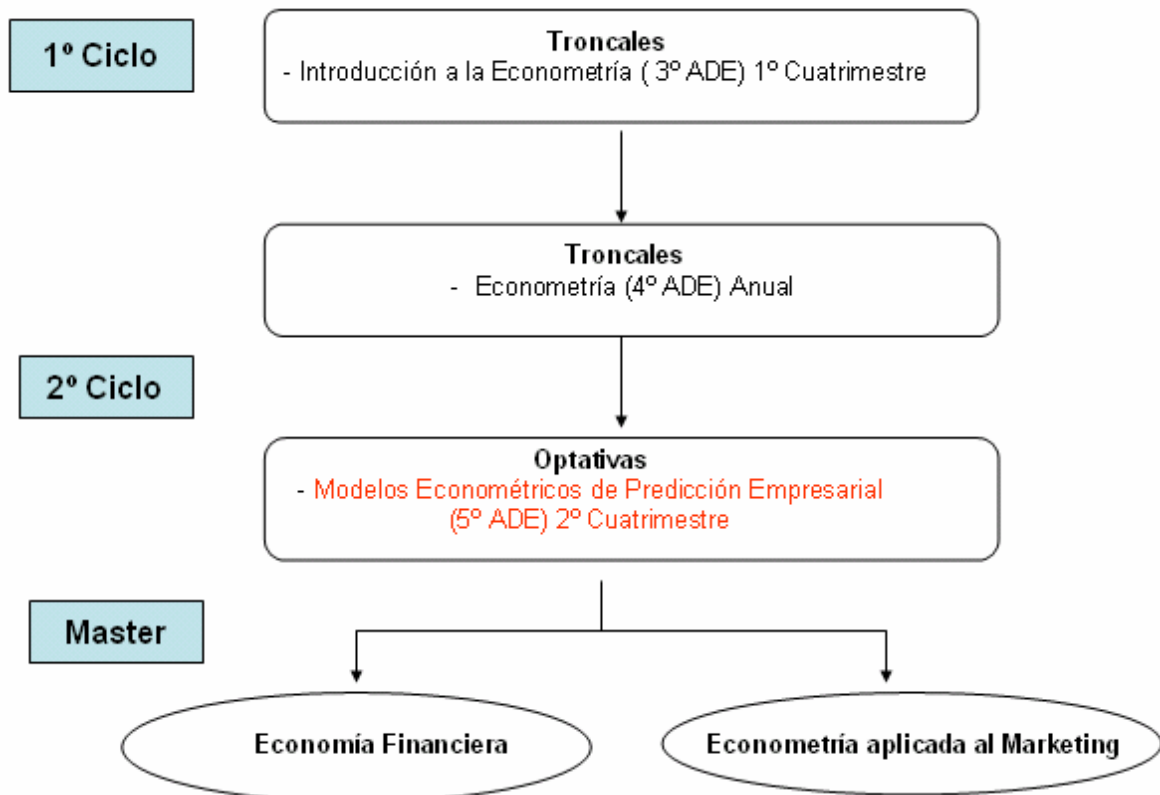 1º Ciclo
Troncales
- Introducción a la Econometría ( 3º ADE) 1º Cuatrimestre
Troncales
- Econometría (4º ADE) Anual
2º Ciclo
Optativas
- Modelos Econométricos de Predicción Empresarial
(5º ADE) 2º Cuatrimestre
Master
Economía Financiera
Econometría aplicada al Marketing